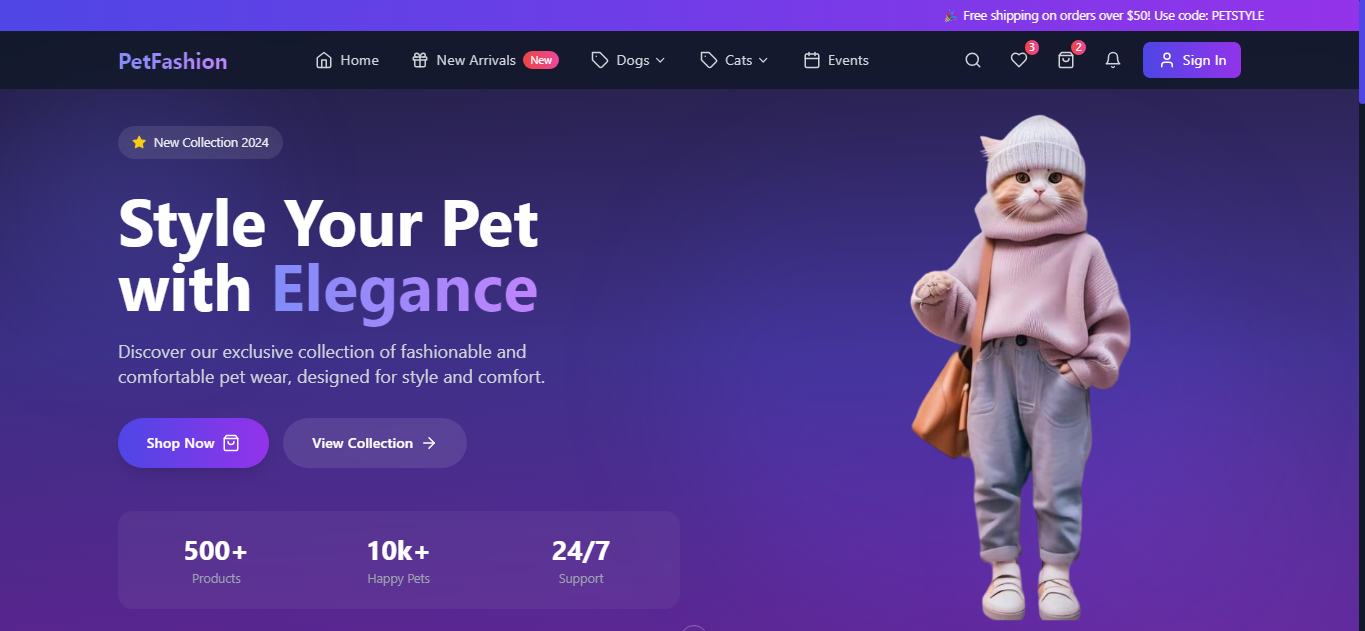 🎉 Free shipping on orders over $50! Use code: PETSTYLE
PetFashion
Home
New Arrivals New
Dogs
Cats
Events
3
2
Sign In
⭐ New Collection 2024
Style Your Pet
with Elegance
Discover our exclusive collection of fashionable and
comfortable pet wear, designed for style and comfort.
Shop Now
View Collection
500+
Products
10k+
Happy Pets
24/7
Support